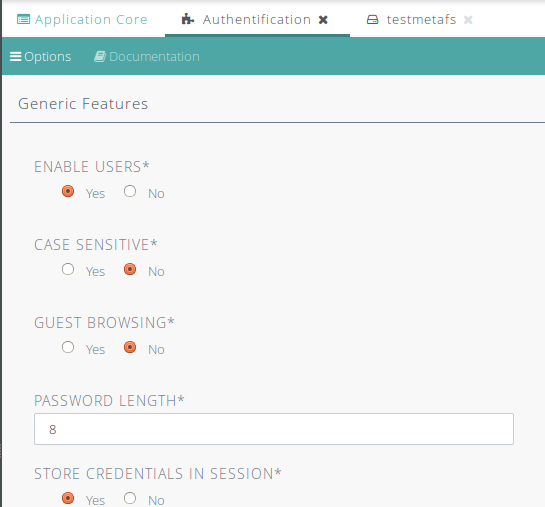 Application Core Authentification ✖ testmetafs ✖
Options Documentation
Generic Features
ENABLE USERS*
Yes No
CASE SENSITIVE*
Yes No
GUEST BROWSING*
Yes No
PASSWORD LENGTH*
8
STORE CREDENTIALS IN SESSION*
Yes No